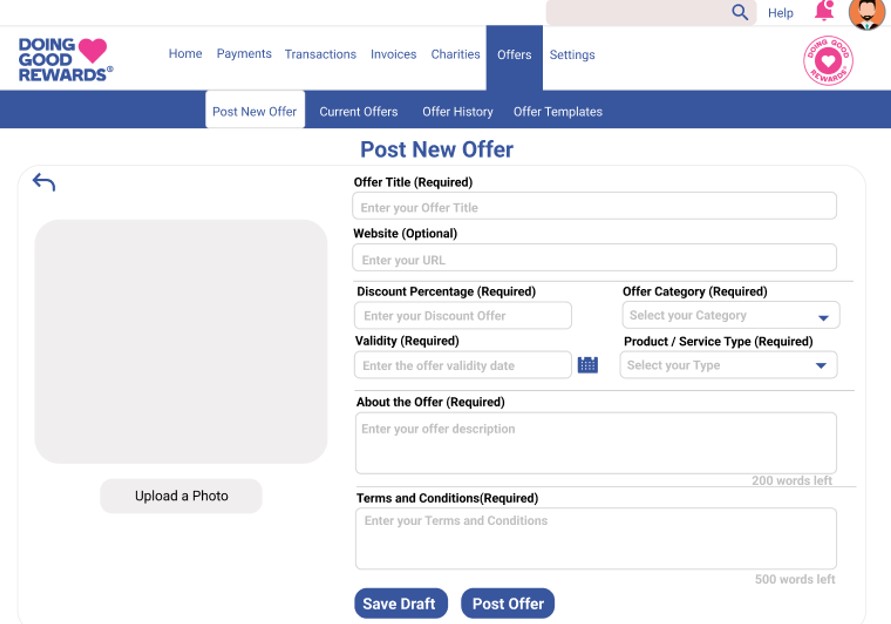 Help
DOING
GOOD
REWARDS®
Home Payments Transactions Invoices Charities Offers Settings
DOING GOOD
REWARDS
Post New Offer Current Offers Offer History Offer Templates
Post New Offer
Offer Title (Required)
Enter your Offer Title
Website (Optional)
Enter your URL
Discount Percentage (Required) Offer Category (Required)
Enter your Discount Offer Select your Category
Validity (Required) Product / Service Type (Required)
Enter the offer validity date Select your Type
About the Offer (Required)
Enter your offer description
200 words left
Upload a Photo
Terms and Conditions(Required)
Enter your Terms and Conditions
500 words left
Save Draft Post Offer